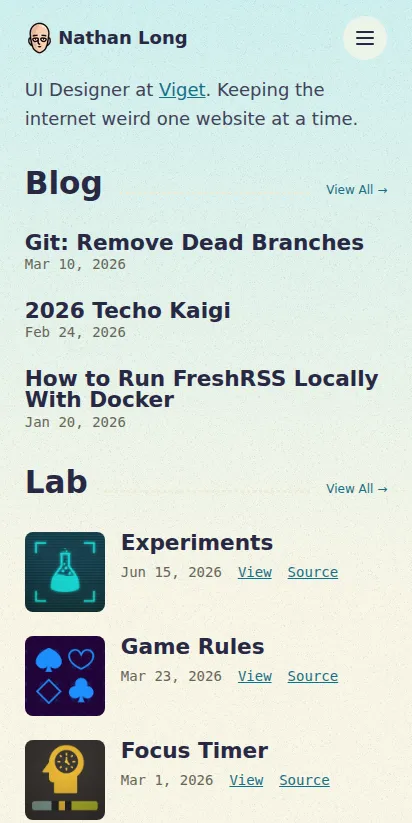 Nathan Long
UI Designer at Viget. Keeping the
internet weird one website at a time.
Blog
View All →
Git: Remove Dead Branches
Mar 10, 2026
2026 Techo Kaigi
Feb 24, 2026
How to Run FreshRSS Locally
With Docker
Jan 20, 2026
Lab
View All →
Experiments
Jun 15, 2026 View Source
Game Rules
Mar 23, 2026 View Source
Focus Timer
Mar 1, 2026 View Source